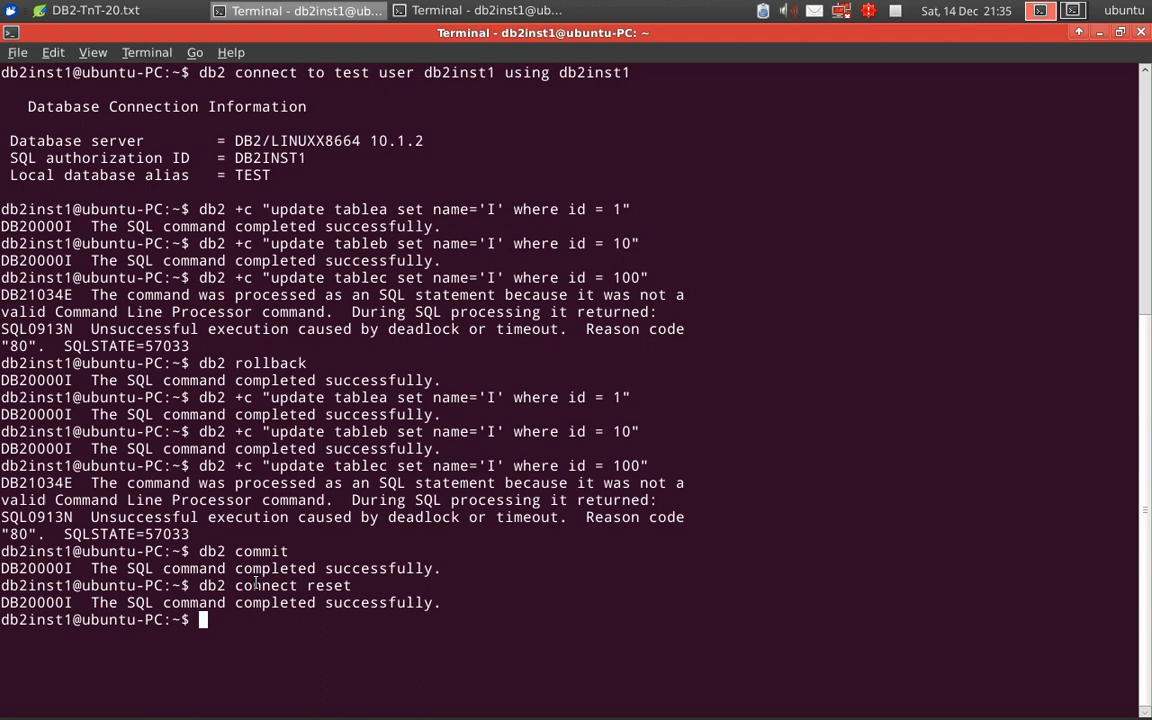 DB2-TnT-20.txt
Terminal - db2inst1@ub...
Terminal - db2inst1@ub...
Sat, 14 Dec 21:35
ubuntu
Terminal - db2inst1@ubuntu-PC: ~
File Edit View Terminal Go Help
db2inst1@ubuntu-PC:~$ db2 connect to test user db2inst1 using db2inst1
Database Connection Information
Database server = DB2/LINUXX8664 10.1.2
SQL authorization ID = DB2INST1
Local database alias = TEST
db2inst1@ubuntu-PC:~$ db2 +c "update tablea set name='I' where id = 1"
DB20000I The SQL command completed successfully.
db2inst1@ubuntu-PC:~$ db2 +c "update tableb set name='I' where id = 10"
DB20000I The SQL command completed successfully.
db2inst1@ubuntu-PC:~$ db2 +c "update tablec set name='I' where id = 100"
DB21034E The command was processed as an SQL statement because it was not a
valid Command Line Processor command. During SQL processing it returned:
SQL0913N Unsuccessful execution caused by deadlock or timeout. Reason code
"80". SQLSTATE=57033
db2inst1@ubuntu-PC:~$ db2 rollback
DB20000I The SQL command completed successfully.
db2inst1@ubuntu-PC:~$ db2 +c "update tablea set name='I' where id = 1"
DB20000I The SQL command completed successfully.
db2inst1@ubuntu-PC:~$ db2 +c "update tableb set name='I' where id = 10"
DB20000I The SQL command completed successfully.
db2inst1@ubuntu-PC:~$ db2 +c "update tablec set name='I' where id = 100"
DB21034E The command was processed as an SQL statement because it was not a
valid Command Line Processor command. During SQL processing it returned:
SQL0913N Unsuccessful execution caused by deadlock or timeout. Reason code
"80". SQLSTATE=57033
db2inst1@ubuntu-PC:~$ db2 commit
DB20000I The SQL command completed successfully.
db2inst1@ubuntu-PC:~$ db2 connect reset
DB20000I The SQL command completed successfully.
db2inst1@ubuntu-PC:~$